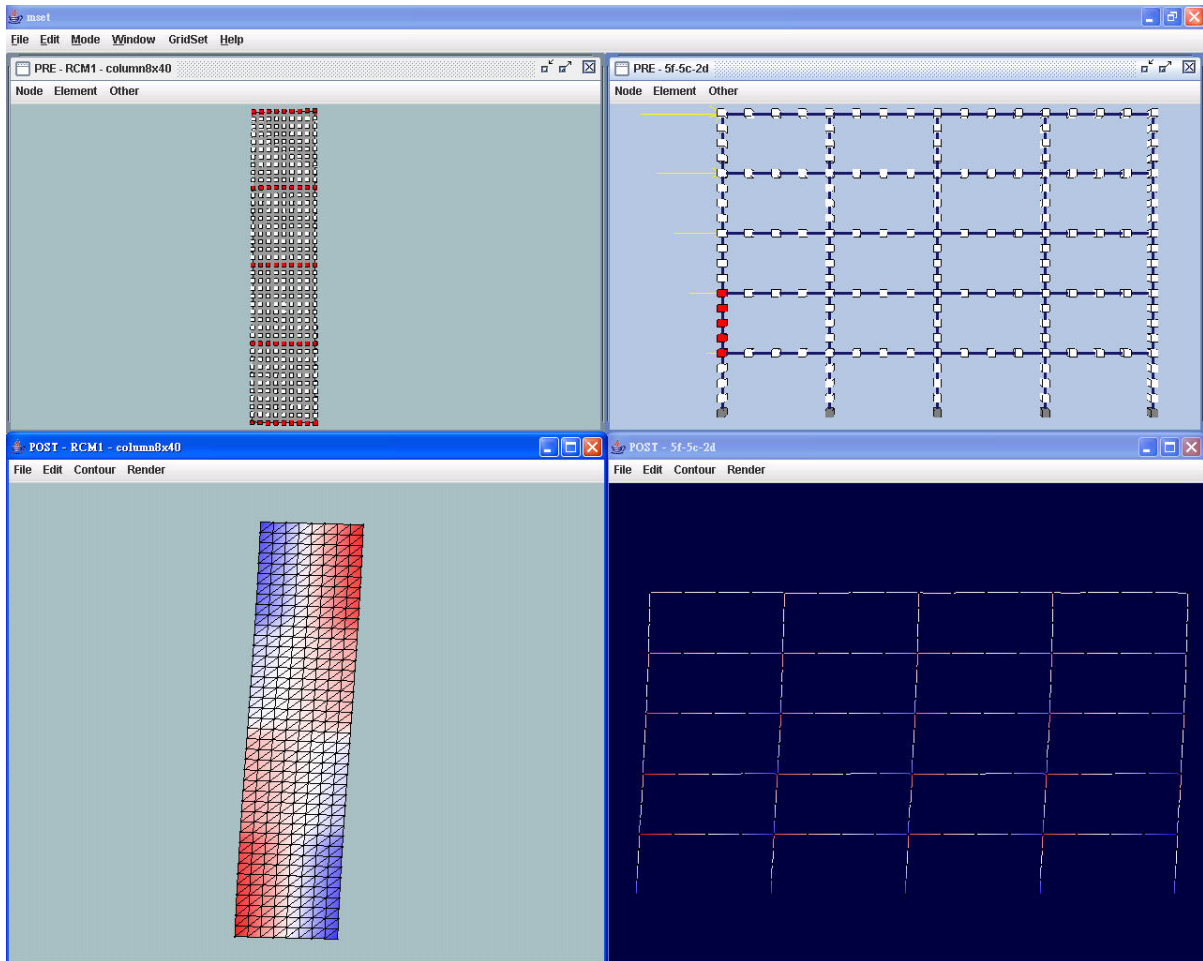 mset
File Edit Mode Window GridSet Help
PRE - RCM1 - column8x40
Node Element Other
PRE - 5f-5c-2d
Node Element Other
POST - RCM1 - column8x40
File Edit Contour Render
POST - 5f-5c-2d
File Edit Contour Render